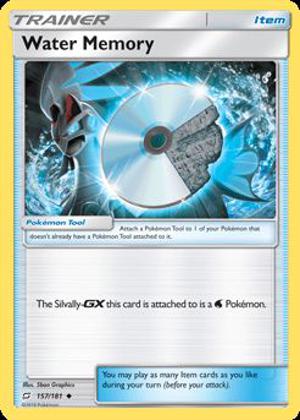 TRAINER
Item
Water Memory
Pokémon Tool
Attach a Pokémon Tool to 1 of your Pokémon that
doesn't already have a Pokémon Tool attached to it.
The Silvally-GX this card is attached to is a Pokémon.
Illus. 5ban Graphics
157/181
©2019 Pokémon
You may play as many Item cards as you like
during your turn (before your attack).